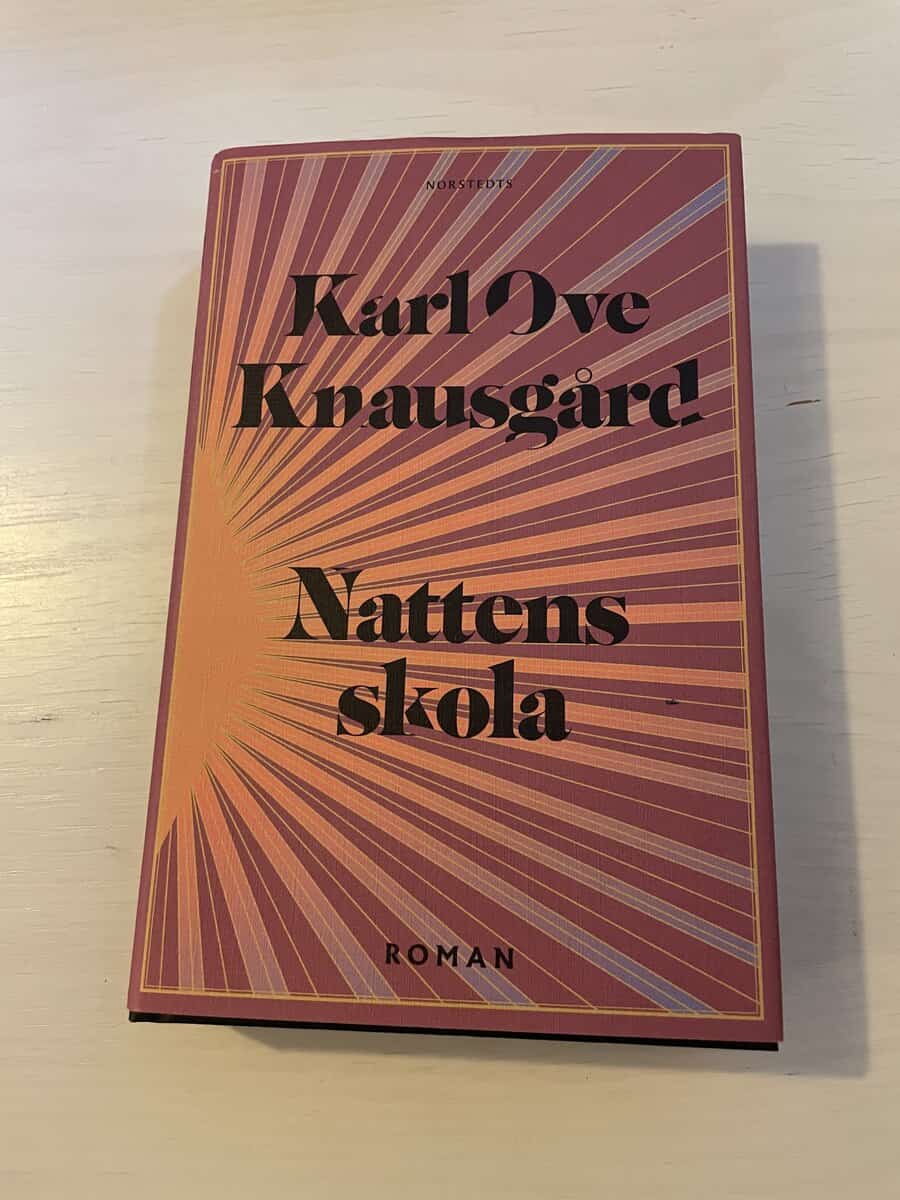 NORSTEDTS
Karl Ove
Knausgård
Nattens
skola
ROMAN